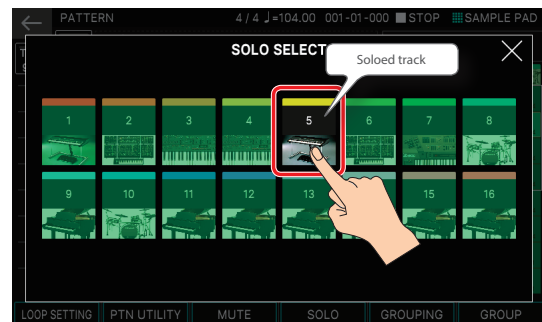 PATTERN 4 / 4 ♩=104.00 001-01-000 STOP SAMPLE PAD
SOLO SELECT
Soloed track
1 2 3 4 5 6 7 8
9 10 11 12 13 15 16
LOOP SETTING PTN UTILITY MUTE SOLO GROUPING GROUP